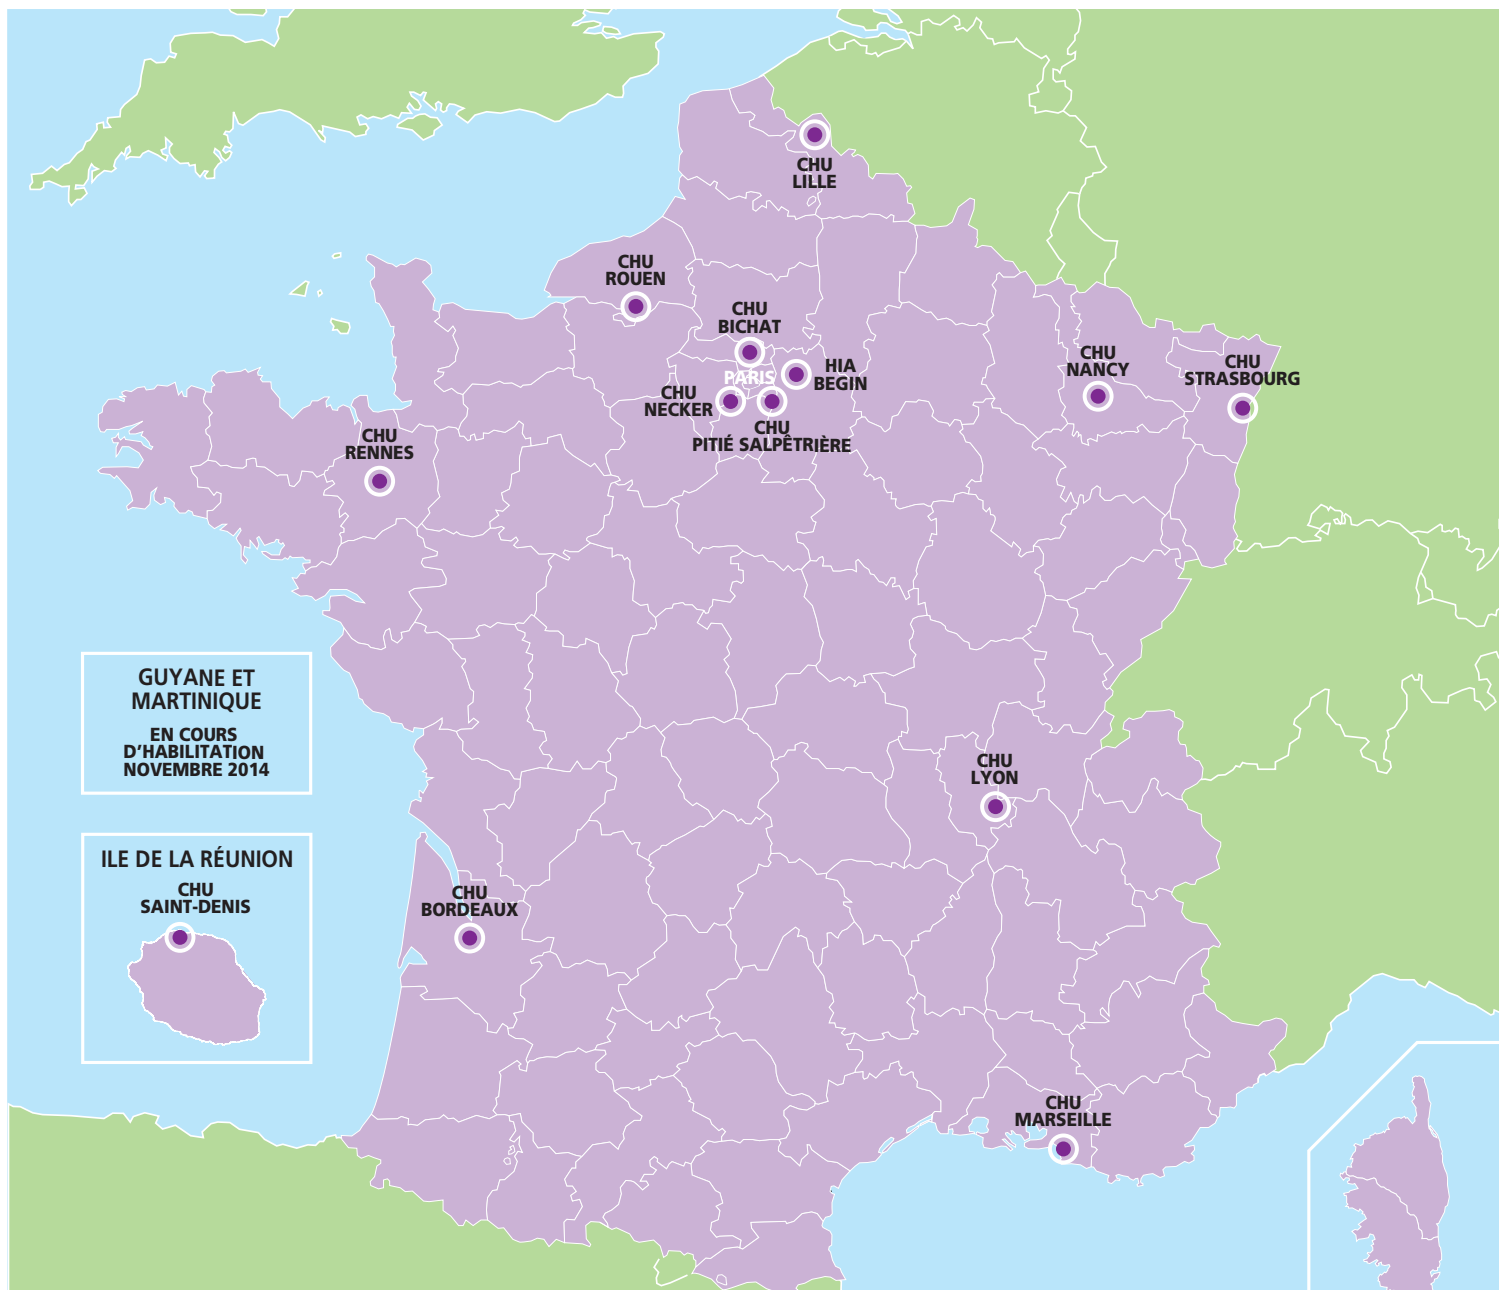 CHU
LILLE
CHU
ROUEN
CHU
BICHAT
HIA
BEGIN
PARIS
CHU
NECKER
CHU
PITIÉ SALPÊTRIÈRE
CHU
NANCY
CHU
STRASBOURG
CHU
RENNES
GUYANE ET
MARTINIQUE
EN COURS
D'HABILITATION
NOVEMBRE 2014
CHU
LYON
ILE DE LA RÉUNION
CHU
SAINT-DENIS
CHU
BORDEAUX
CHU
MARSEILLE